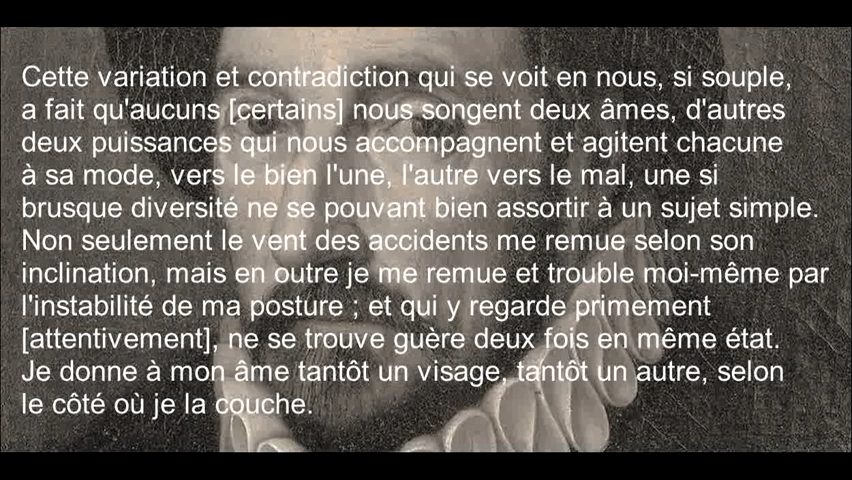 Cette variation et contradiction qui se voit en nous, si souple,
a fait qu'aucuns [certains] nous songent deux âmes, d'autres
deux puissances qui nous accompagnent et agitent chacune
à sa mode, vers le bien l'une, l'autre vers le mal, une si
brusque diversité ne se pouvant bien assortir à un sujet simple.
Non seulement le vent des accidents me remue selon son
inclination, mais en outre je me remue et trouble moi-même par
l'instabilité de ma posture ; et qui y regarde primement
[attentivement], ne se trouve guère deux fois en même état.
Je donne à mon âme tantôt un visage, tantôt un autre, selon
le côté où je la couche.